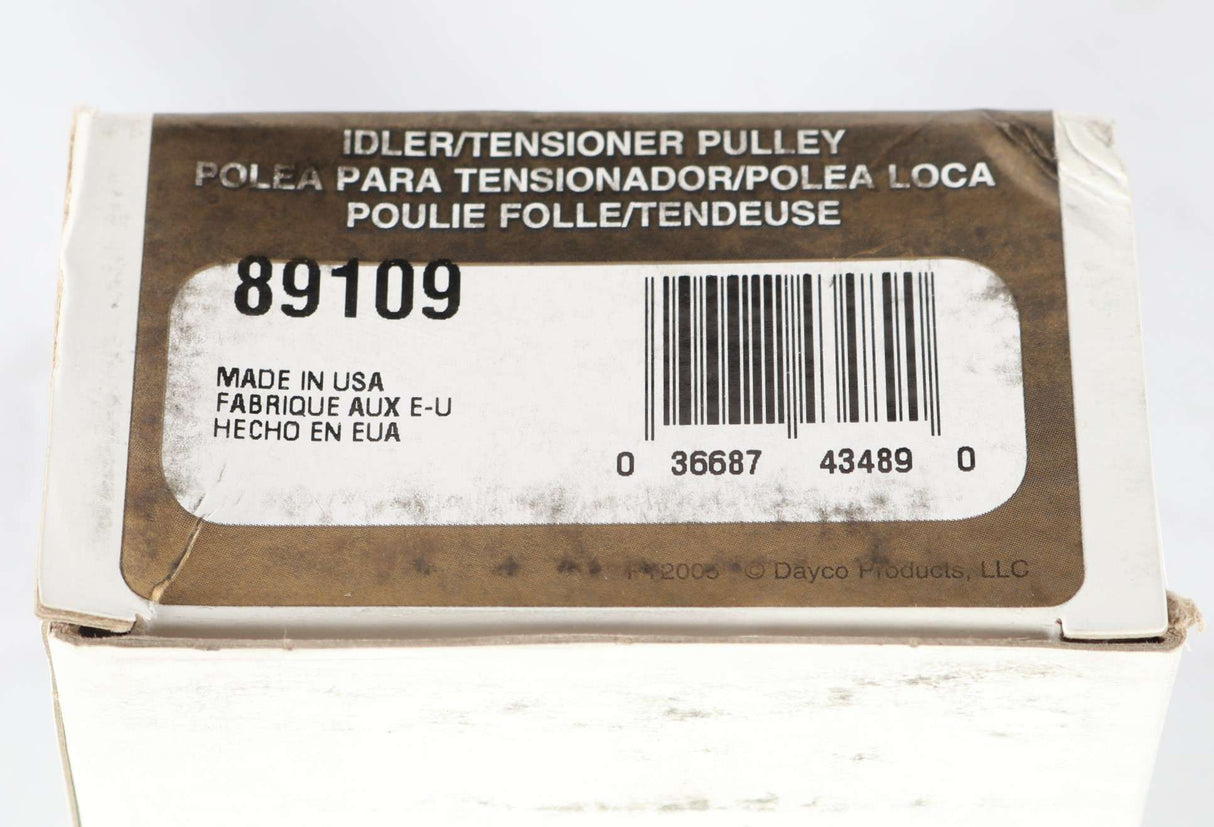 IDLER/TENSIONER PULLEY
POLEA PARA TENSIONADOR/POLEA LOCA
POULIE FOLLE/TENDEUSE
89109
MADE IN USA
FABRIQUE AUX E-U
HECHO EN EUA
0 36687 43489 0
© Dayco Products, LLC